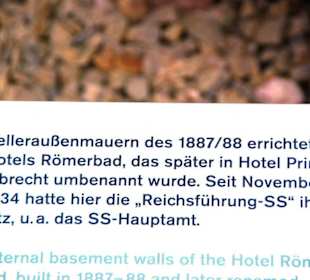 elleraußenmauern des 1887/88 errichtet
otels Römerbad, das später in Hotel Prin
brecht umbenannt wurde. Seit Novembe
34 hatte hier die „Reichsführung-SS“ ih
tz, u. a. das SS-Hauptamt.
ternal basement walls of the Hotel Röm
d, built in 1887–88 and later renamed